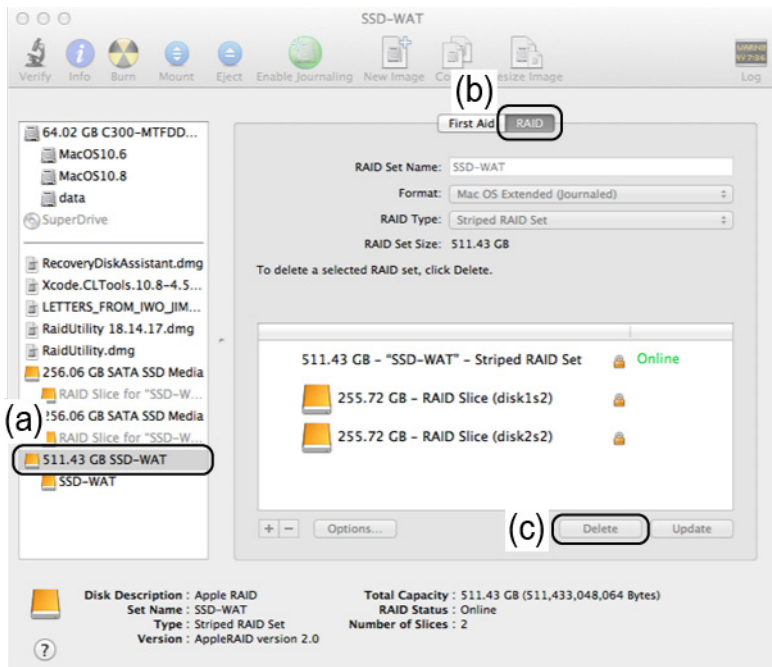 SSD-WAT
Verify Info Burn Mount Eject Enable Journaling New Image Resize Image Log
(b)
First Aid RAID
64.02 GB C300-MTFDD...
MacOS10.6
MacOS10.8
data
SuperDrive
RecoveryDiskAssistant.dmg
Xcode.CLTools.10.8-4.5...
LETTERS_FROM_IWO_JIM...
RaidUtility 18.14.17.dmg
RaidUtility.dmg
256.06 GB SATA SSD Media
RAID Slice for "SSD-W...
(a)
256.06 GB SATA SSD Media
RAID Slice for "SSD-W...
511.43 GB SSD-WAT
SSD-WAT
RAID Set Name: SSD-WAT
Format: Mac OS Extended (Journaled)
RAID Type: Striped RAID Set
RAID Set Size: 511.43 GB
To delete a selected RAID set, click Delete.
511.43 GB - "SSD-WAT" - Striped RAID Set Online
255.72 GB - RAID Slice (disk1s2)
255.72 GB - RAID Slice (disk2s2)
+ - Options... (c) Delete Update
Disk Description : Apple RAID
Set Name : SSD-WAT
Type : Striped RAID Set
Version : AppleRAID version 2.0
Total Capacity : 511.43 GB (511,433,048,064 Bytes)
RAID Status : Online
Number of Slices : 2
?